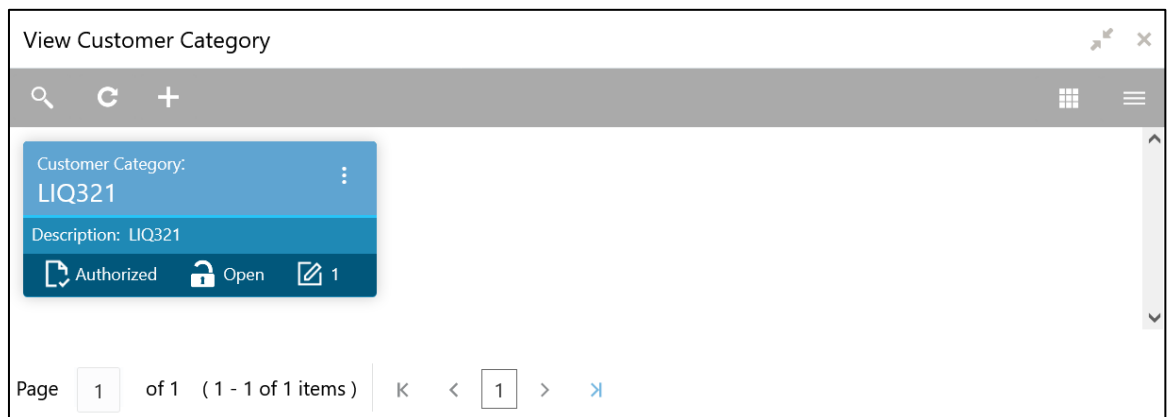 View Customer Category
Customer Category:
LIQ321
Description: LIQ321
Authorized Open 1
Page 1 of 1 ( 1 - 1 of 1 items ) 1